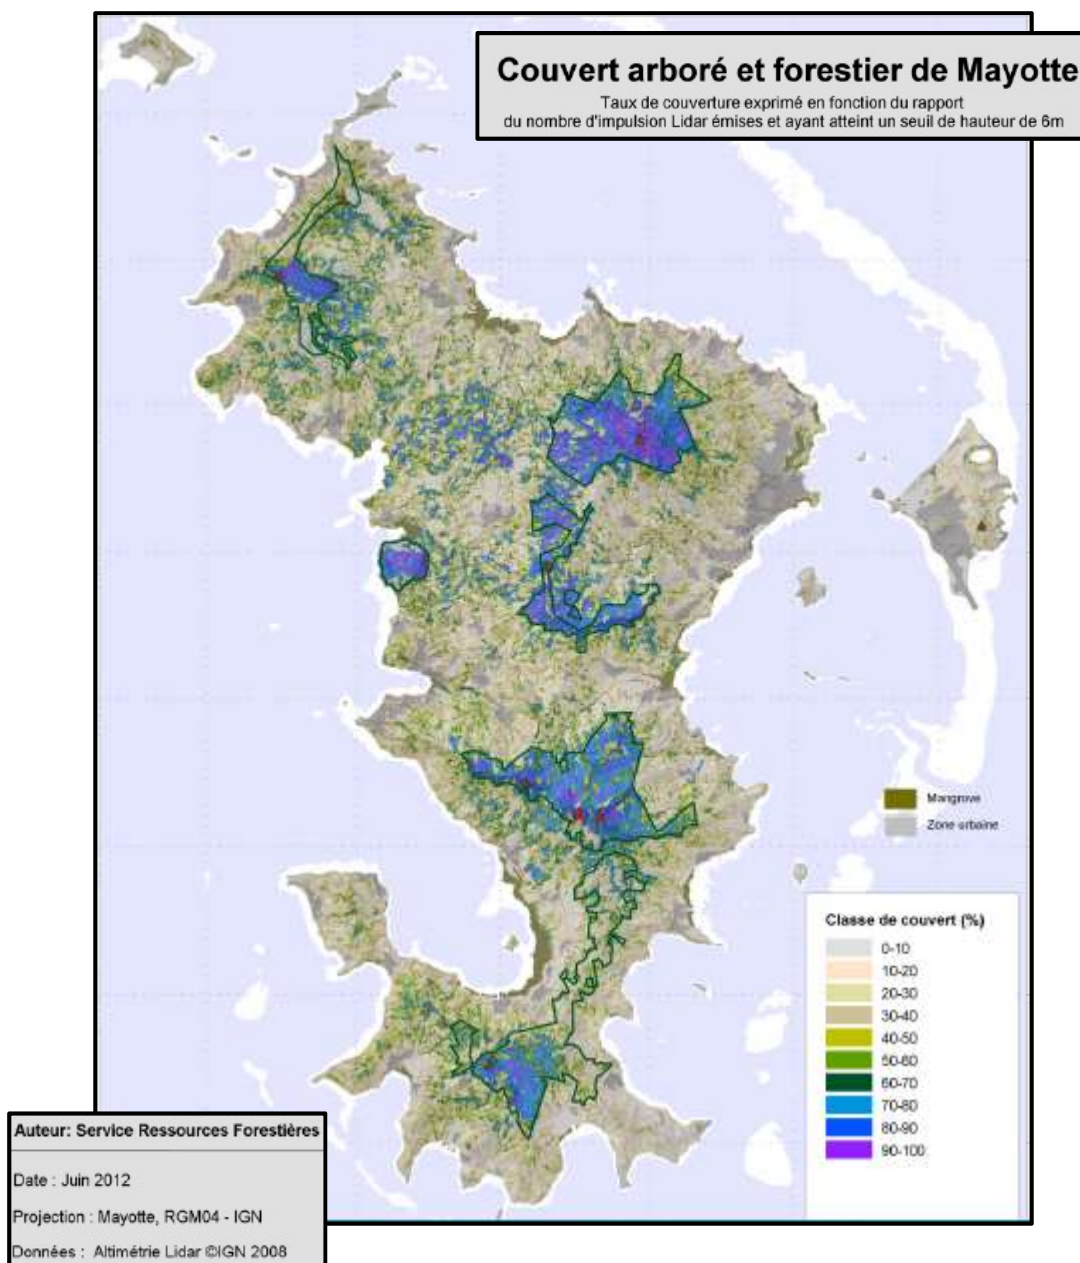 Couvert arboré et forestier de Mayotte
Taux de couverture exprimé en fonction du rapport
du nombre d'impulsion Lidar émises et ayant atteint un seuil de hauteur de 6m
Mangrove
Zone urbaine
Classe de couvert (%)
0-10
10-20
20-30
30-40
40-50
50-60
60-70
70-80
80-90
90-100
Auteur: Service Ressources Forestières
Date : Juin 2012
Projection : Mayotte, RGM04 - IGN
Données : Altimétrie Lidar ©IGN 2008